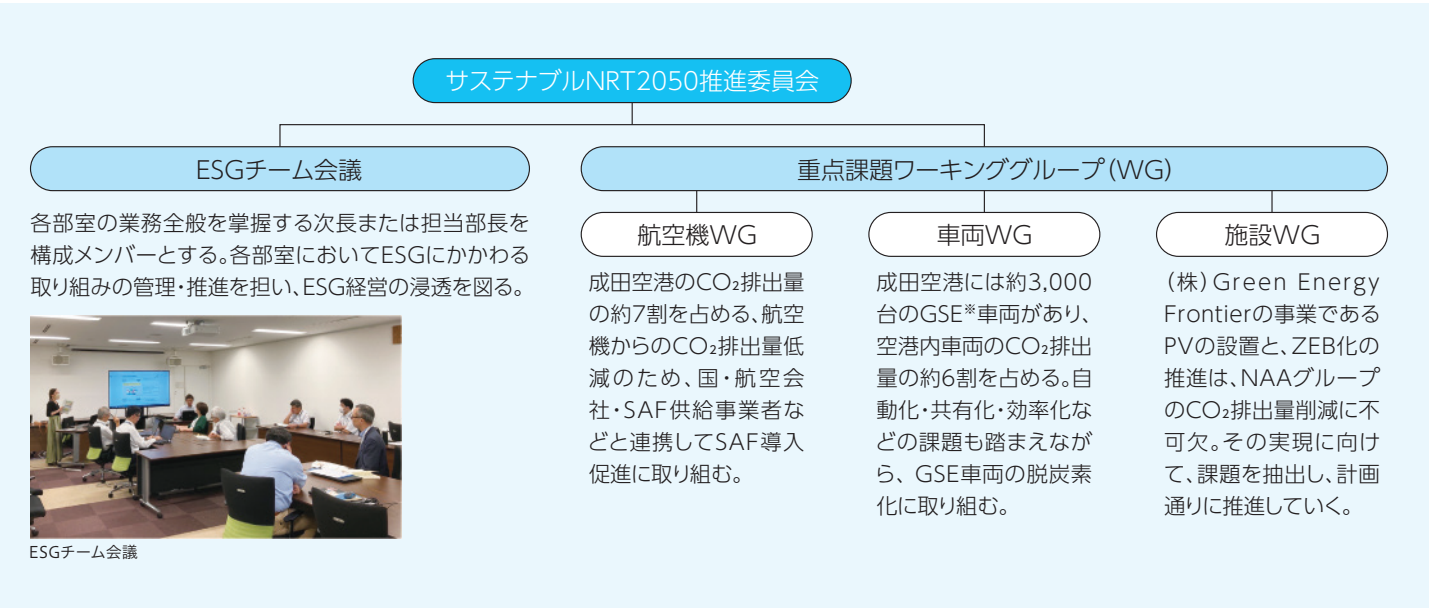 サステナブルNRT2050推進委員会
ESGチーム会議
各部室の業務全般を掌握する次長または担当部長を
構成メンバーとする。各部室においてESGにかかわる
取り組みの管理・推進を担い、ESG経営の浸透を図る。
ESGチーム会議
重点課題ワーキンググループ(WG)
航空機WG
成田空港のCO₂排出量
の約7割を占める、航空
機からのCO₂排出量低
減のため、国・航空会
社・SAF供給事業者な
どと連携してSAF導入
促進に取り組む。
車両WG
成田空港には約3,000
台のGSE※車両があり、
空港内車両のCO₂排出
量の約6割を占める。自
動化・共有化・効率化な
どの課題も踏まえなが
ら、GSE車両の脱炭素
化に取り組む。
施設WG
(株)Green Energy
Frontierの事業である
PVの設置と、ZEB化の
推進は、NAAグループ
のCO₂排出量削減に不
可欠。その実現に向け
て、課題を抽出し、計画
通りに推進していく。